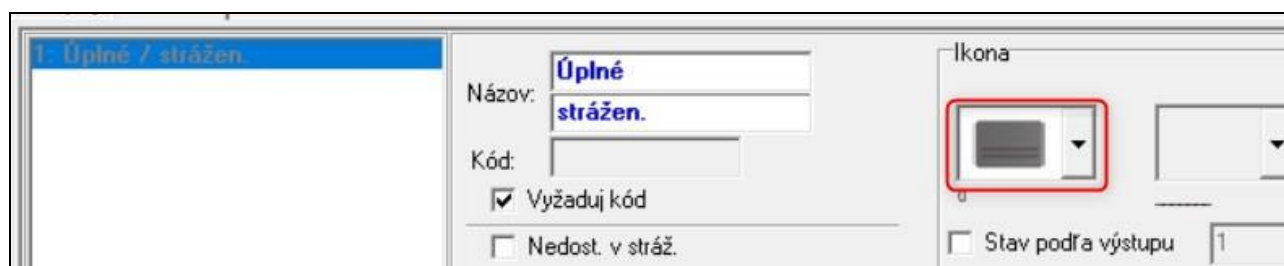 1: Úplné / strážen.
Názov:
Úplné
strážen.
Kód:
Vyžaduj kód
Nedost. v stráž.
Ikona
Stav podľa výstupu
1